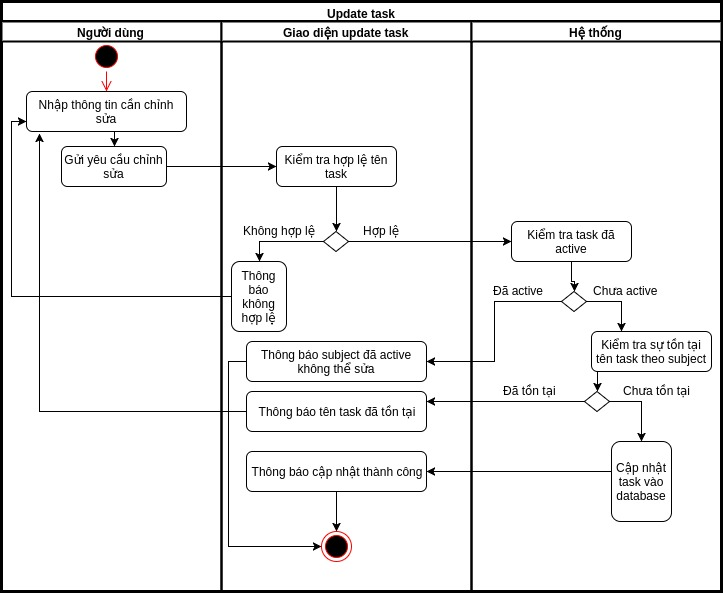 Update task
Người dùng
Giao diện update task
Hệ thống
Nhập thông tin cần chỉnh
sửa
Gửi yêu cầu chỉnh
sửa
Kiểm tra hợp lệ tên
task
Không hợp lệ
Hợp lệ
Kiểm tra task đã
active
Thông
báo
không
hợp lệ
Đã active
Chưa active
Kiểm tra sự tồn tại
tên task theo subject
Thông báo subject đã active
không thể sửa
Đã tồn tại
Chưa tồn tại
Thông báo tên task đã tồn tại
Thông báo cập nhật thành công
Cập nhật
task vào
database